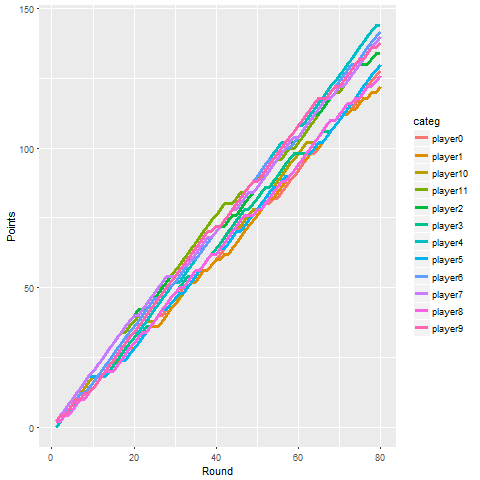 150
100
50
0
Points
0
20
40
60
80
Round
categ
player0
player1
player10
player11
player2
player3
player4
player5
player6
player7
player8
player9